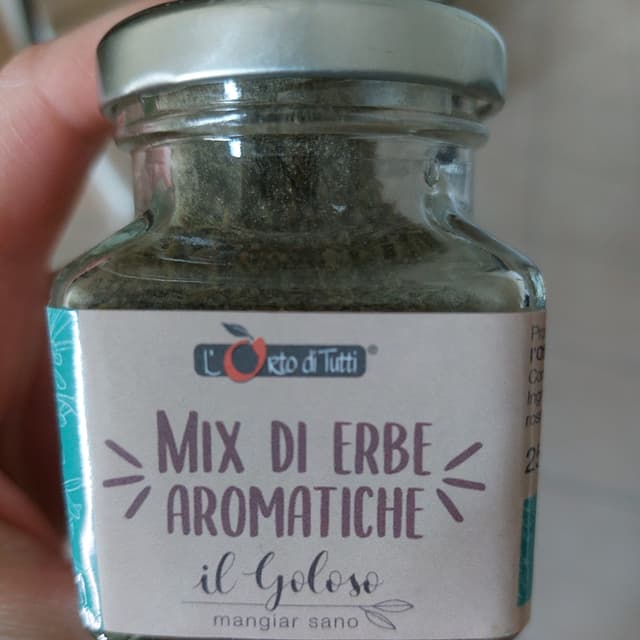 L'Orto di Tutti®
MIX DI ERBE
AROMATICHE
il Goloso
mangiar sano